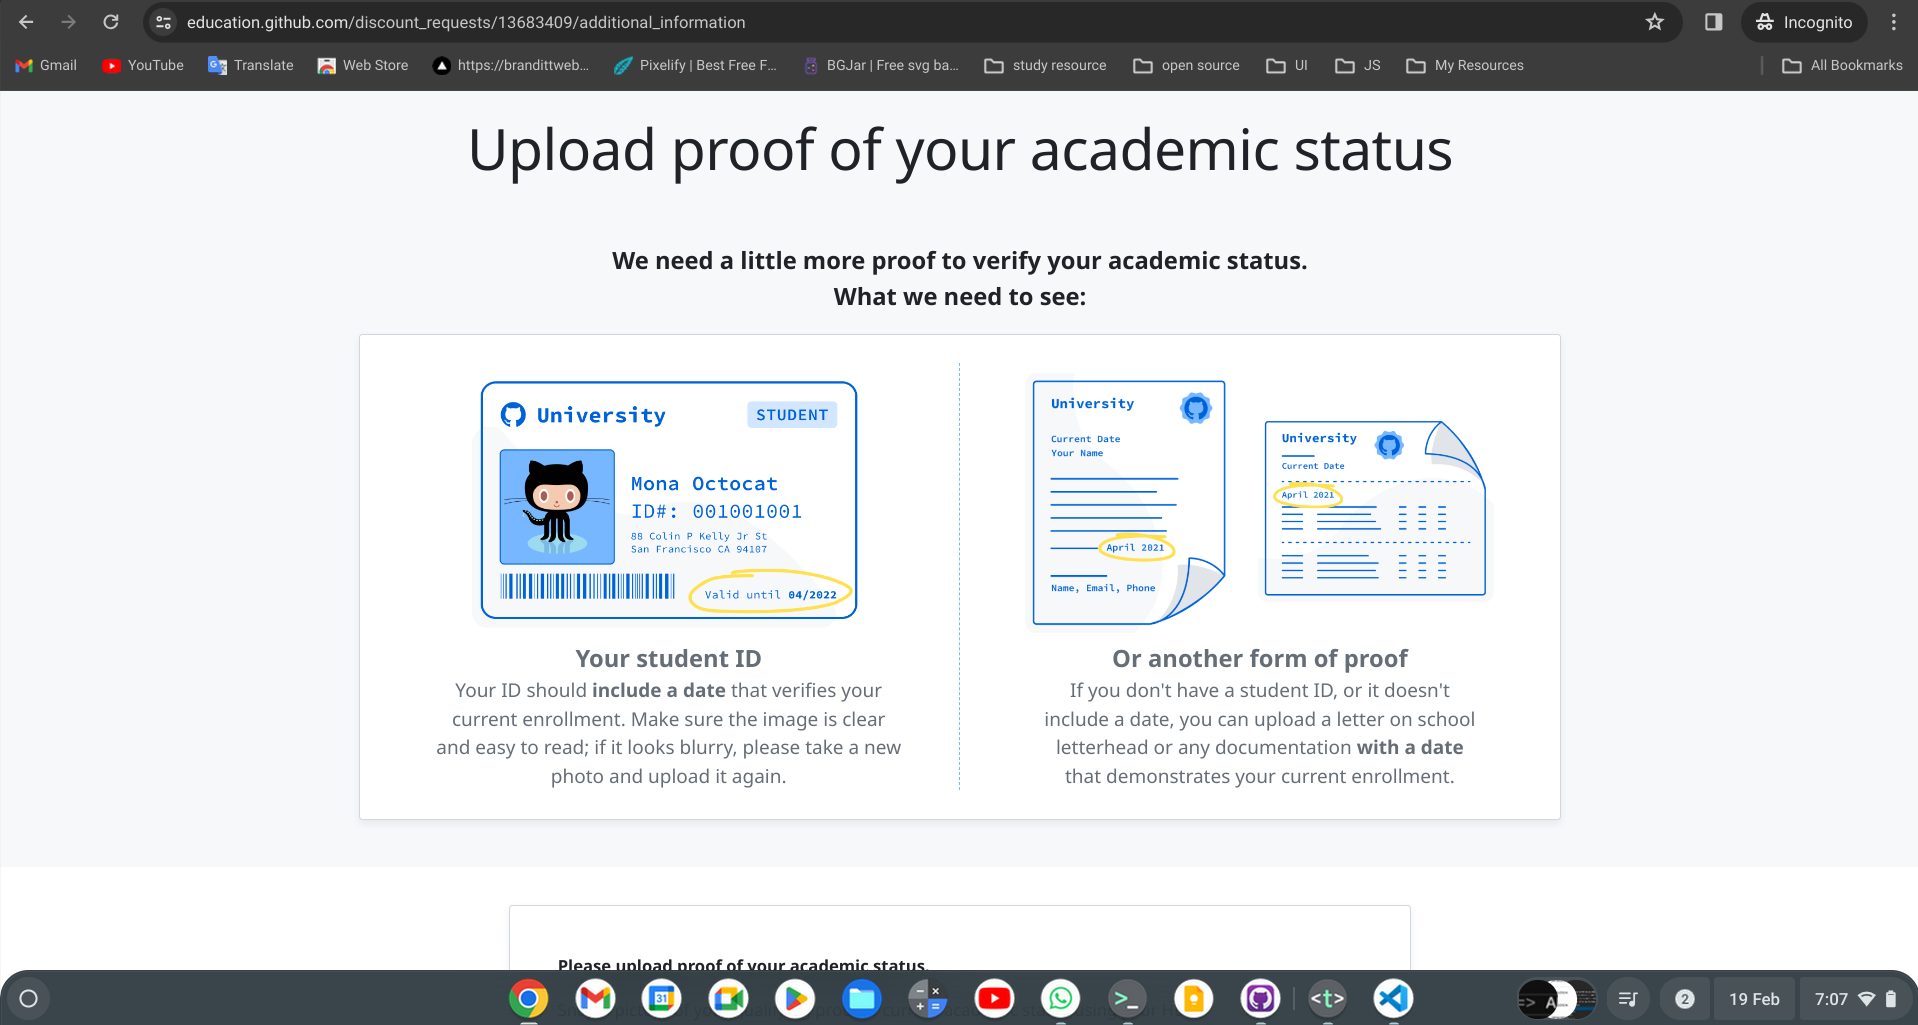 education.github.com/discount_requests/13683409/additional_information
Incognito
Gmail
YouTube
Translate
Web Store
https://brandittweb...
Pixelify | Best Free F...
BGJar | Free svg ba...
study resource
open source
UI
JS
My Resources
All Bookmarks
Upload proof of your academic status
We need a little more proof to verify your academic status.
What we need to see:
University
STUDENT
Mona Octocat
ID#: 001001001
88 Colin P Kelly Jr St
San Francisco CA 94107
Valid until 04/2022
Your student ID
Your ID should include a date that verifies your
current enrollment. Make sure the image is clear
and easy to read; if it looks blurry, please take a new
photo and upload it again.
University
Current Date
Your Name
April 2021
Name, Email, Phone
University
Current Date
April 2021
Or another form of proof
If you don't have a student ID, or it doesn't
include a date, you can upload a letter on school
letterhead or any documentation with a date
that demonstrates your current enrollment.
Please upload proof of your academic status.
31
2
19 Feb
7:07